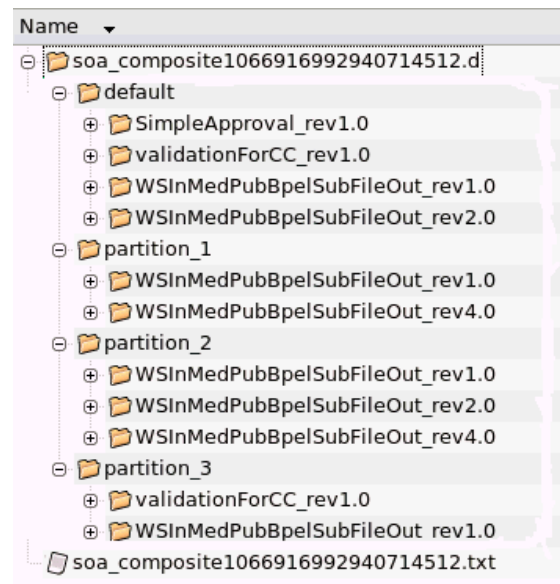 Name
soa_composite1066916992940714512.d
default
SimpleApproval_rev1.0
validationForCC_rev1.0
WSInMedPubBpelSubFileOut_rev1.0
WSInMedPubBpelSubFileOut_rev2.0
partition_1
WSInMedPubBpelSubFileOut_rev1.0
WSInMedPubBpelSubFileOut_rev4.0
partition_2
WSInMedPubBpelSubFileOut_rev1.0
WSInMedPubBpelSubFileOut_rev2.0
WSInMedPubBpelSubFileOut_rev4.0
partition_3
validationForCC_rev1.0
WSInMedPubBpelSubFileOut_rev1.0
soa_composite1066916992940714512.txt